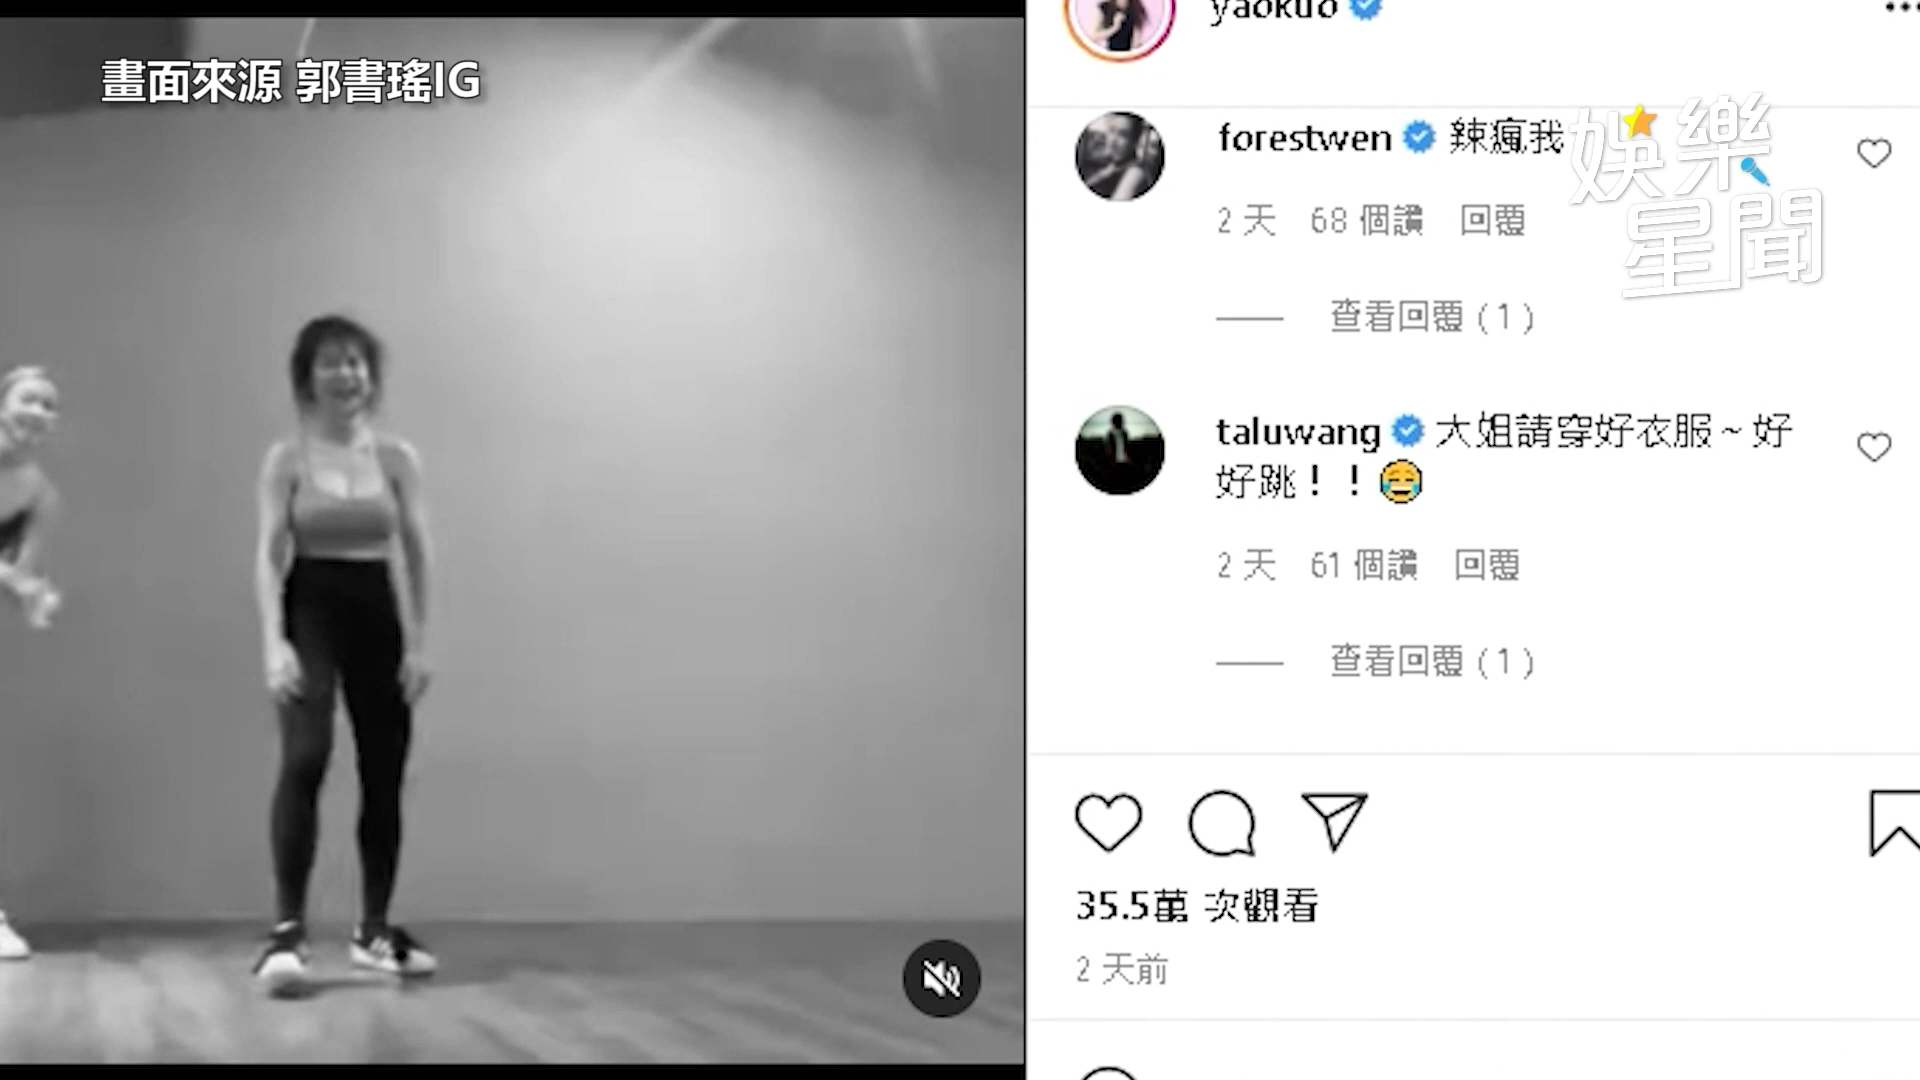 畫面來源 郭書瑤IG
yaokuo
forestwen 辣瘋我
娛樂
星聞
2 天 68 個讚 回覆
查看回覆 (1)
taluwang 大姐請穿好衣服~好
好跳！！😂
2 天 61 個讚 回覆
查看回覆 (1)
35.5萬 次觀看
2 天前